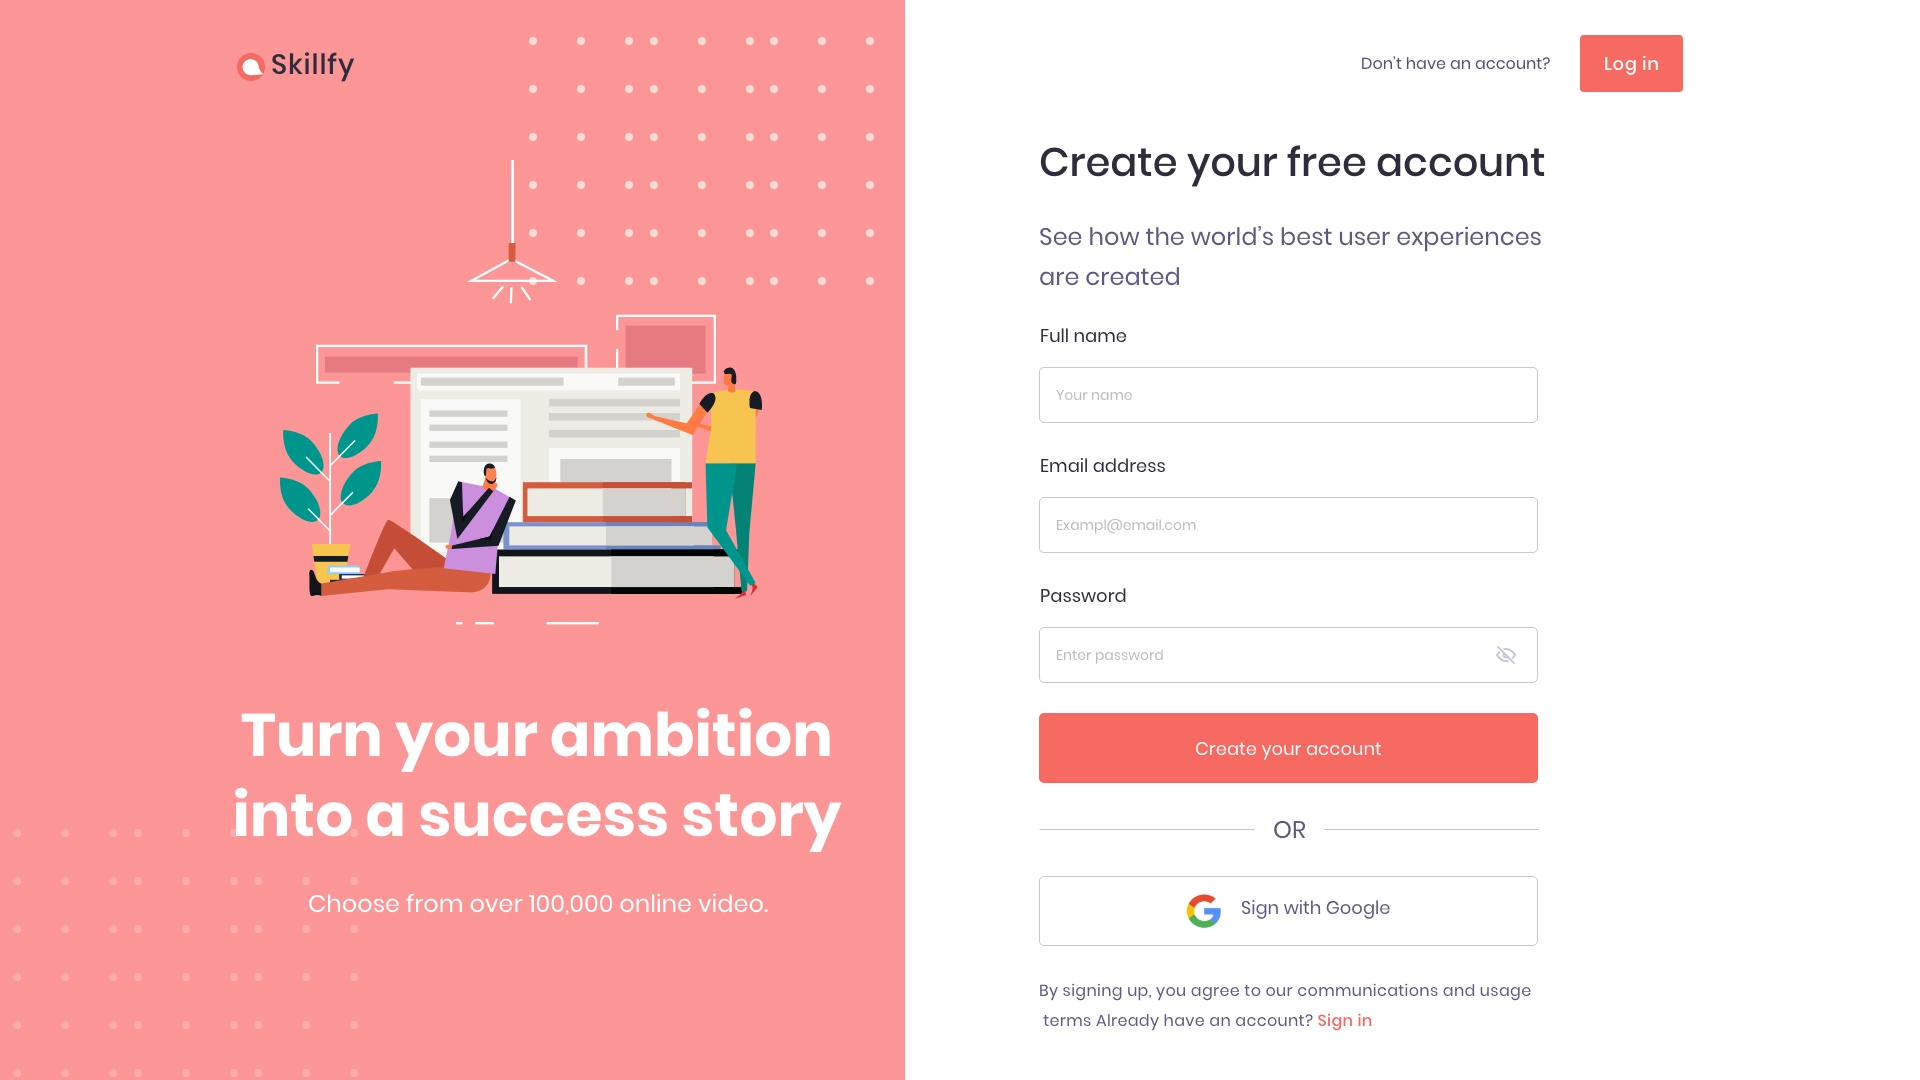 Skillfy
Turn your ambition
into a success story
Choose from over 100,000 online video.
Don't have an account?
Log in
Create your free account
See how the world's best user experiences
are created
Full name
Your name
Email address
Exampl@email.com
Password
Enter password
Create your account
OR
Sign with Google
By signing up, you agree to our communications and usage
terms Already have an account? Sign in